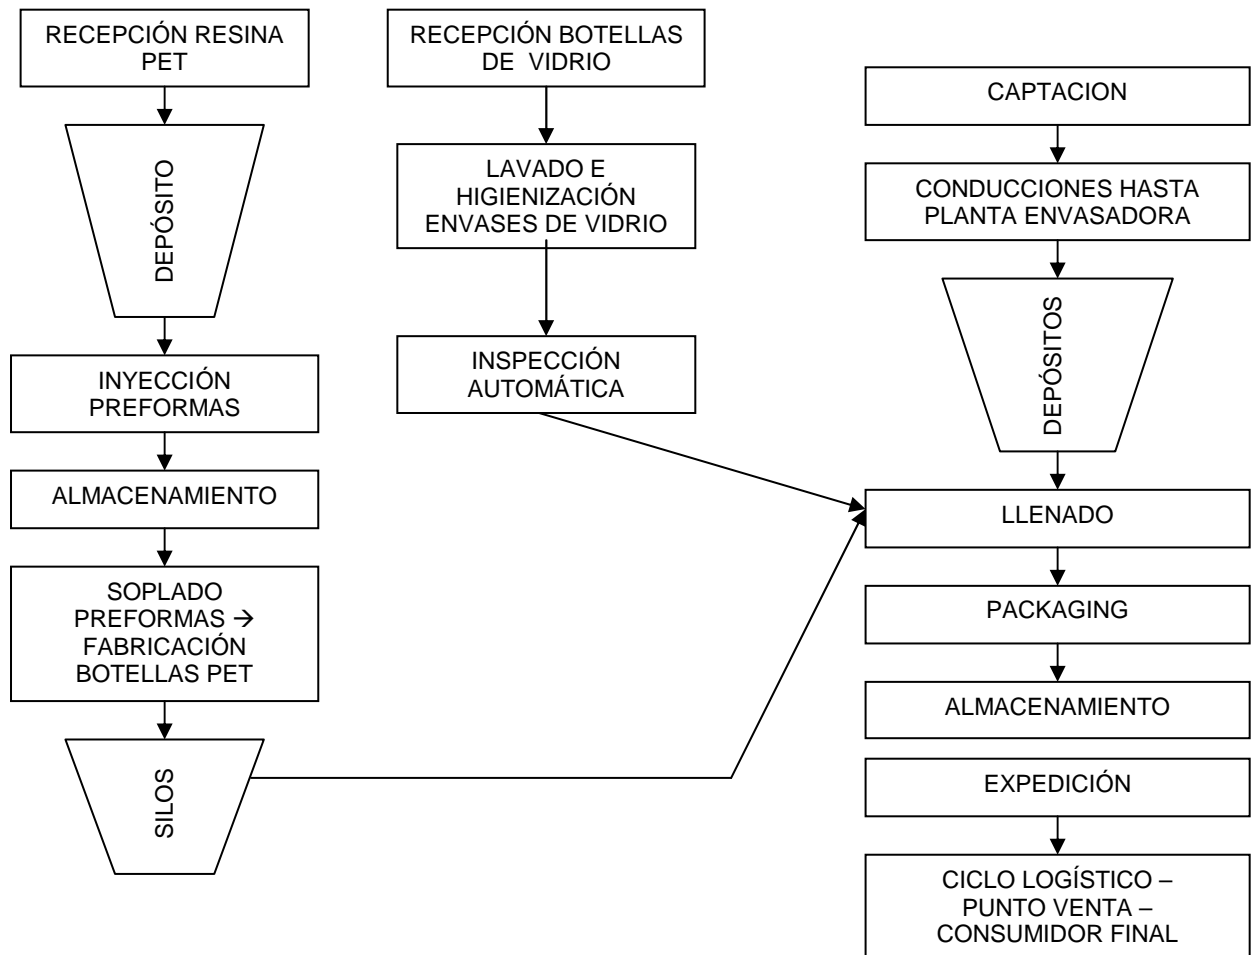 RECEPCIÓN RESINA
PET
DEPÓSITO
INYECCIÓN
PREFORMAS
ALMACENAMIENTO
SOPLADO
PREFORMAS →
FABRICACIÓN
BOTELLAS PET
SILOS
RECEPCIÓN BOTELLAS
DE VIDRIO
LAVADO E
HIGIENIZACIÓN
ENVASES DE VIDRIO
INSPECCIÓN
AUTOMÁTICA
CAPTACION
CONDUCCIONES HASTA
PLANTA ENVASADORA
DEPÓSITOS
LLENADO
PACKAGING
ALMACENAMIENTO
EXPEDICIÓN
CICLO LOGÍSTICO –
PUNTO VENTA –
CONSUMIDOR FINAL